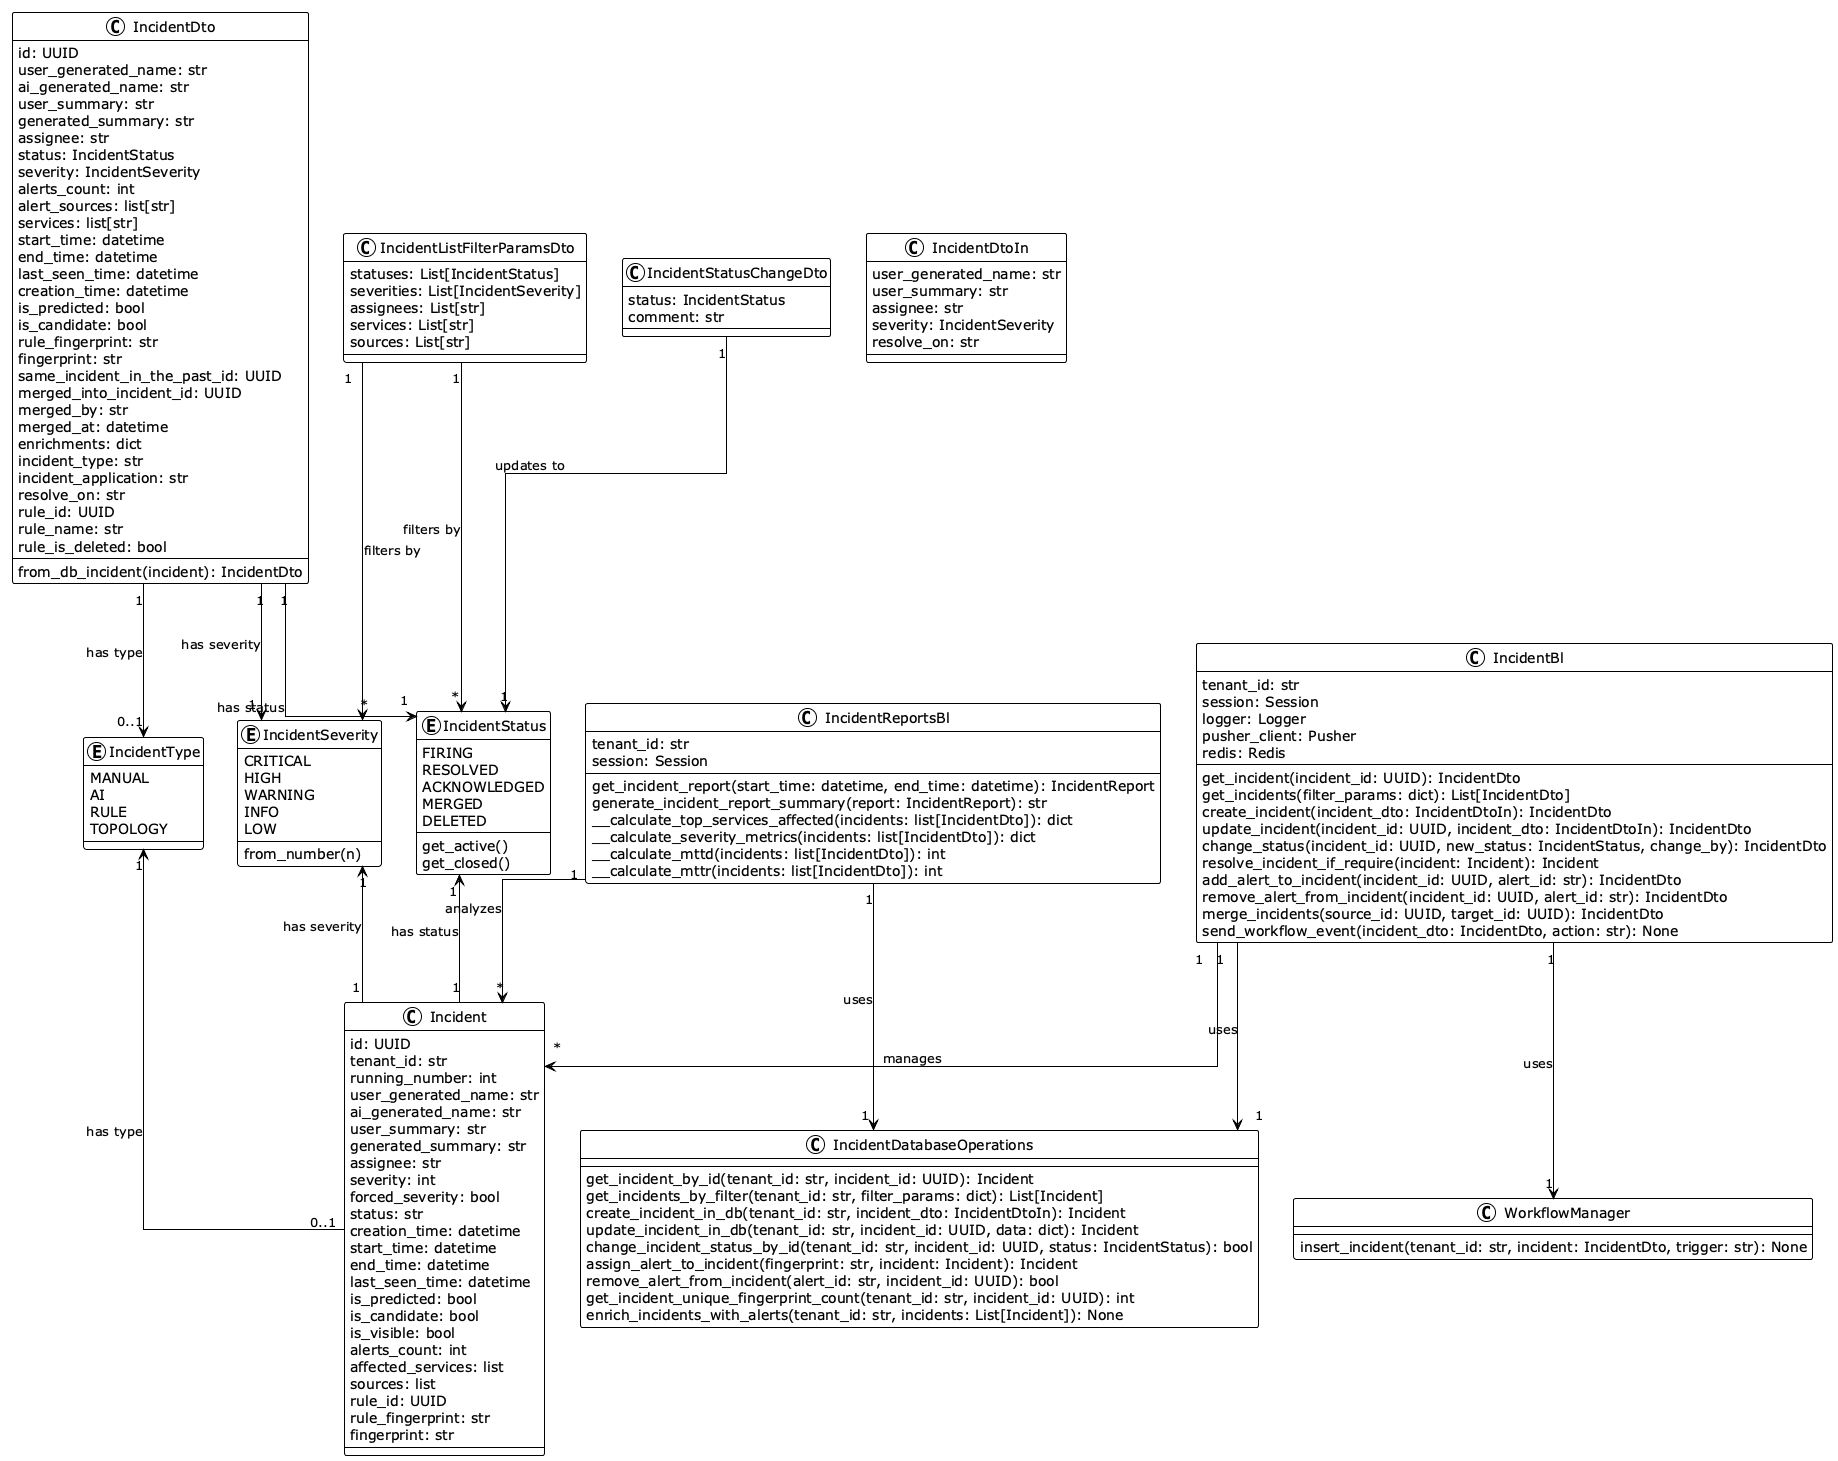 IncidentDto
id: UUID
user_generated_name: str
ai_generated_name: str
user_summary: str
generated_summary: str
assignee: str
status: IncidentStatus
severity: IncidentSeverity
alerts_count: int
alert_sources: list[str]
services: list[str]
start_time: datetime
end_time: datetime
last_seen_time: datetime
creation_time: datetime
is_predicted: bool
is_candidate: bool
rule_fingerprint: str
fingerprint: str
same_incident_in_the_past_id: UUID
merged_into_incident_id: UUID
merged_by: str
merged_at: datetime
enrichments: dict
incident_type: str
incident_application: str
resolve_on: str
rule_id: UUID
rule_name: str
rule_is_deleted: bool
from_db_incident(incident): IncidentDto
IncidentListFilterParamsDto
statuses: List[IncidentStatus]
severities: List[IncidentSeverity]
assignees: List[str]
services: List[str]
sources: List[str]
IncidentStatusChangeDto
status: IncidentStatus
comment: str
IncidentDtoIn
user_generated_name: str
user_summary: str
assignee: str
severity: IncidentSeverity
resolve_on: str
1
1
1
updates to
filters by
filters by
1
1
1
has type
has severity
has status
0..1
1
*
1
*
1
IncidentType
MANUAL
AI
RULE
TOPOLOGY
IncidentSeverity
CRITICAL
HIGH
WARNING
INFO
LOW
from_number(n)
IncidentStatus
FIRING
RESOLVED
ACKNOWLEDGED
MERGED
DELETED
get_active()
get_closed()
IncidentReportsBl
tenant_id: str
session: Session
get_incident_report(start_time: datetime, end_time: datetime): IncidentReport
generate_incident_report_summary(report: IncidentReport): str
__calculate_top_services_affected(incidents: list[IncidentDto]): dict
__calculate_severity_metrics(incidents: list[IncidentDto]): dict
__calculate_mttd(incidents: list[IncidentDto]): int
__calculate_mttr(incidents: list[IncidentDto]): int
IncidentBl
tenant_id: str
session: Session
logger: Logger
pusher_client: Pusher
redis: Redis
get_incident(incident_id: UUID): IncidentDto
get_incidents(filter_params: dict): List[IncidentDto]
create_incident(incident_dto: IncidentDtoIn): IncidentDto
update_incident(incident_id: UUID, incident_dto: IncidentDtoIn): IncidentDto
change_status(incident_id: UUID, new_status: IncidentStatus, change_by): IncidentDto
resolve_incident_if_require(incident: Incident): Incident
add_alert_to_incident(incident_id: UUID, alert_id: str): IncidentDto
remove_alert_from_incident(incident_id: UUID, alert_id: str): IncidentDto
merge_incidents(source_id: UUID, target_id: UUID): IncidentDto
send_workflow_event(incident_dto: IncidentDto, action: str): None
1
1
1
1
1
1
1
1
analyzes
has severity
has status
1
1
*
uses
uses
uses
*
manages
has type
0..1
1
1
1
Incident
id: UUID
tenant_id: str
running_number: int
user_generated_name: str
ai_generated_name: str
user_summary: str
generated_summary: str
assignee: str
severity: int
forced_severity: bool
status: str
creation_time: datetime
start_time: datetime
end_time: datetime
last_seen_time: datetime
is_predicted: bool
is_candidate: bool
is_visible: bool
alerts_count: int
affected_services: list
sources: list
rule_id: UUID
rule_fingerprint: str
fingerprint: str
IncidentDatabaseOperations
get_incident_by_id(tenant_id: str, incident_id: UUID): Incident
get_incidents_by_filter(tenant_id: str, filter_params: dict): List[Incident]
create_incident_in_db(tenant_id: str, incident_dto: IncidentDtoIn): Incident
update_incident_in_db(tenant_id: str, incident_id: UUID, data: dict): Incident
change_incident_status_by_id(tenant_id: str, incident_id: UUID, status: IncidentStatus): bool
assign_alert_to_incident(fingerprint: str, incident: Incident): Incident
remove_alert_from_incident(alert_id: str, incident_id: UUID): bool
get_incident_unique_fingerprint_count(tenant_id: str, incident_id: UUID): int
enrich_incidents_with_alerts(tenant_id: str, incidents: List[Incident]): None
WorkflowManager
insert_incident(tenant_id: str, incident: IncidentDto, trigger: str): None